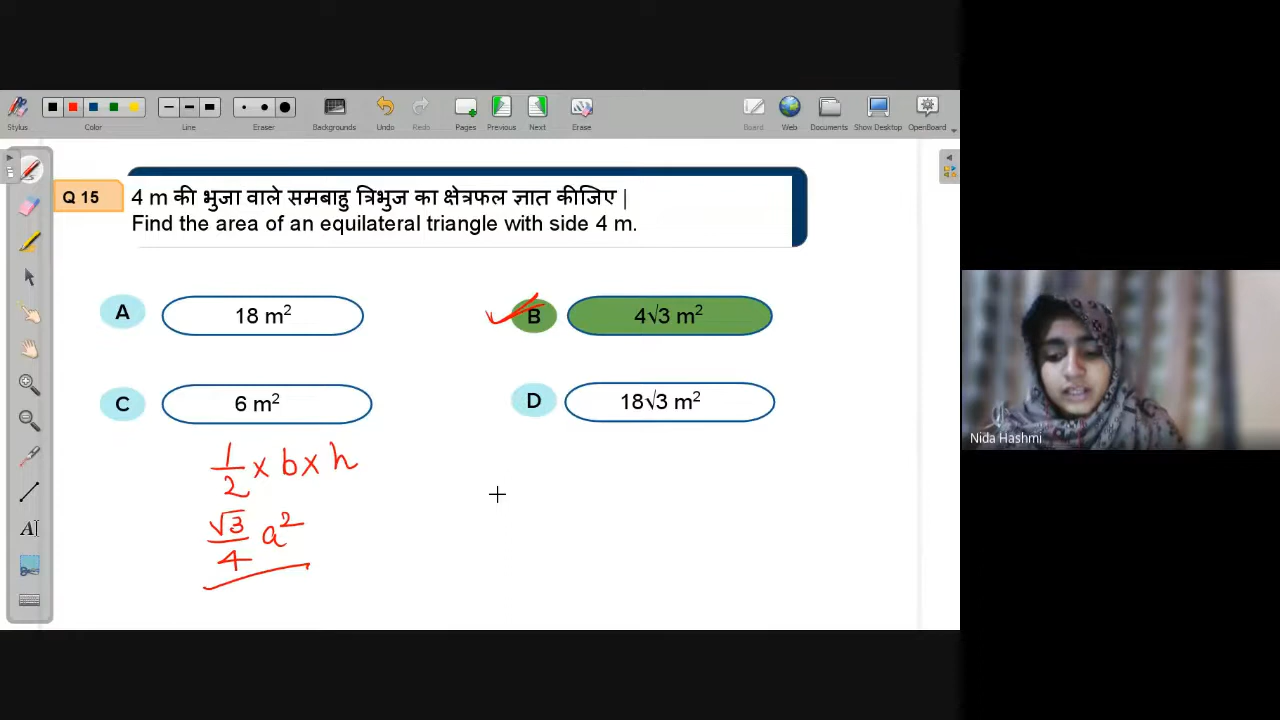 Stylus Color Line Eraser Backgrounds Undo Redo Pages Previous Next Erase Board Web Documents Show Desktop OpenBoard
Q 15
4 m की भुजा वाले समबाहु त्रिभुज का क्षेत्रफल ज्ञात कीजिए |
Find the area of an equilateral triangle with side 4 m.
A 18 m²
B 4√3 m²
C 6 m²
D 18√3 m²
1/2 × b × h
√3/4 a²
Nida Hashmi